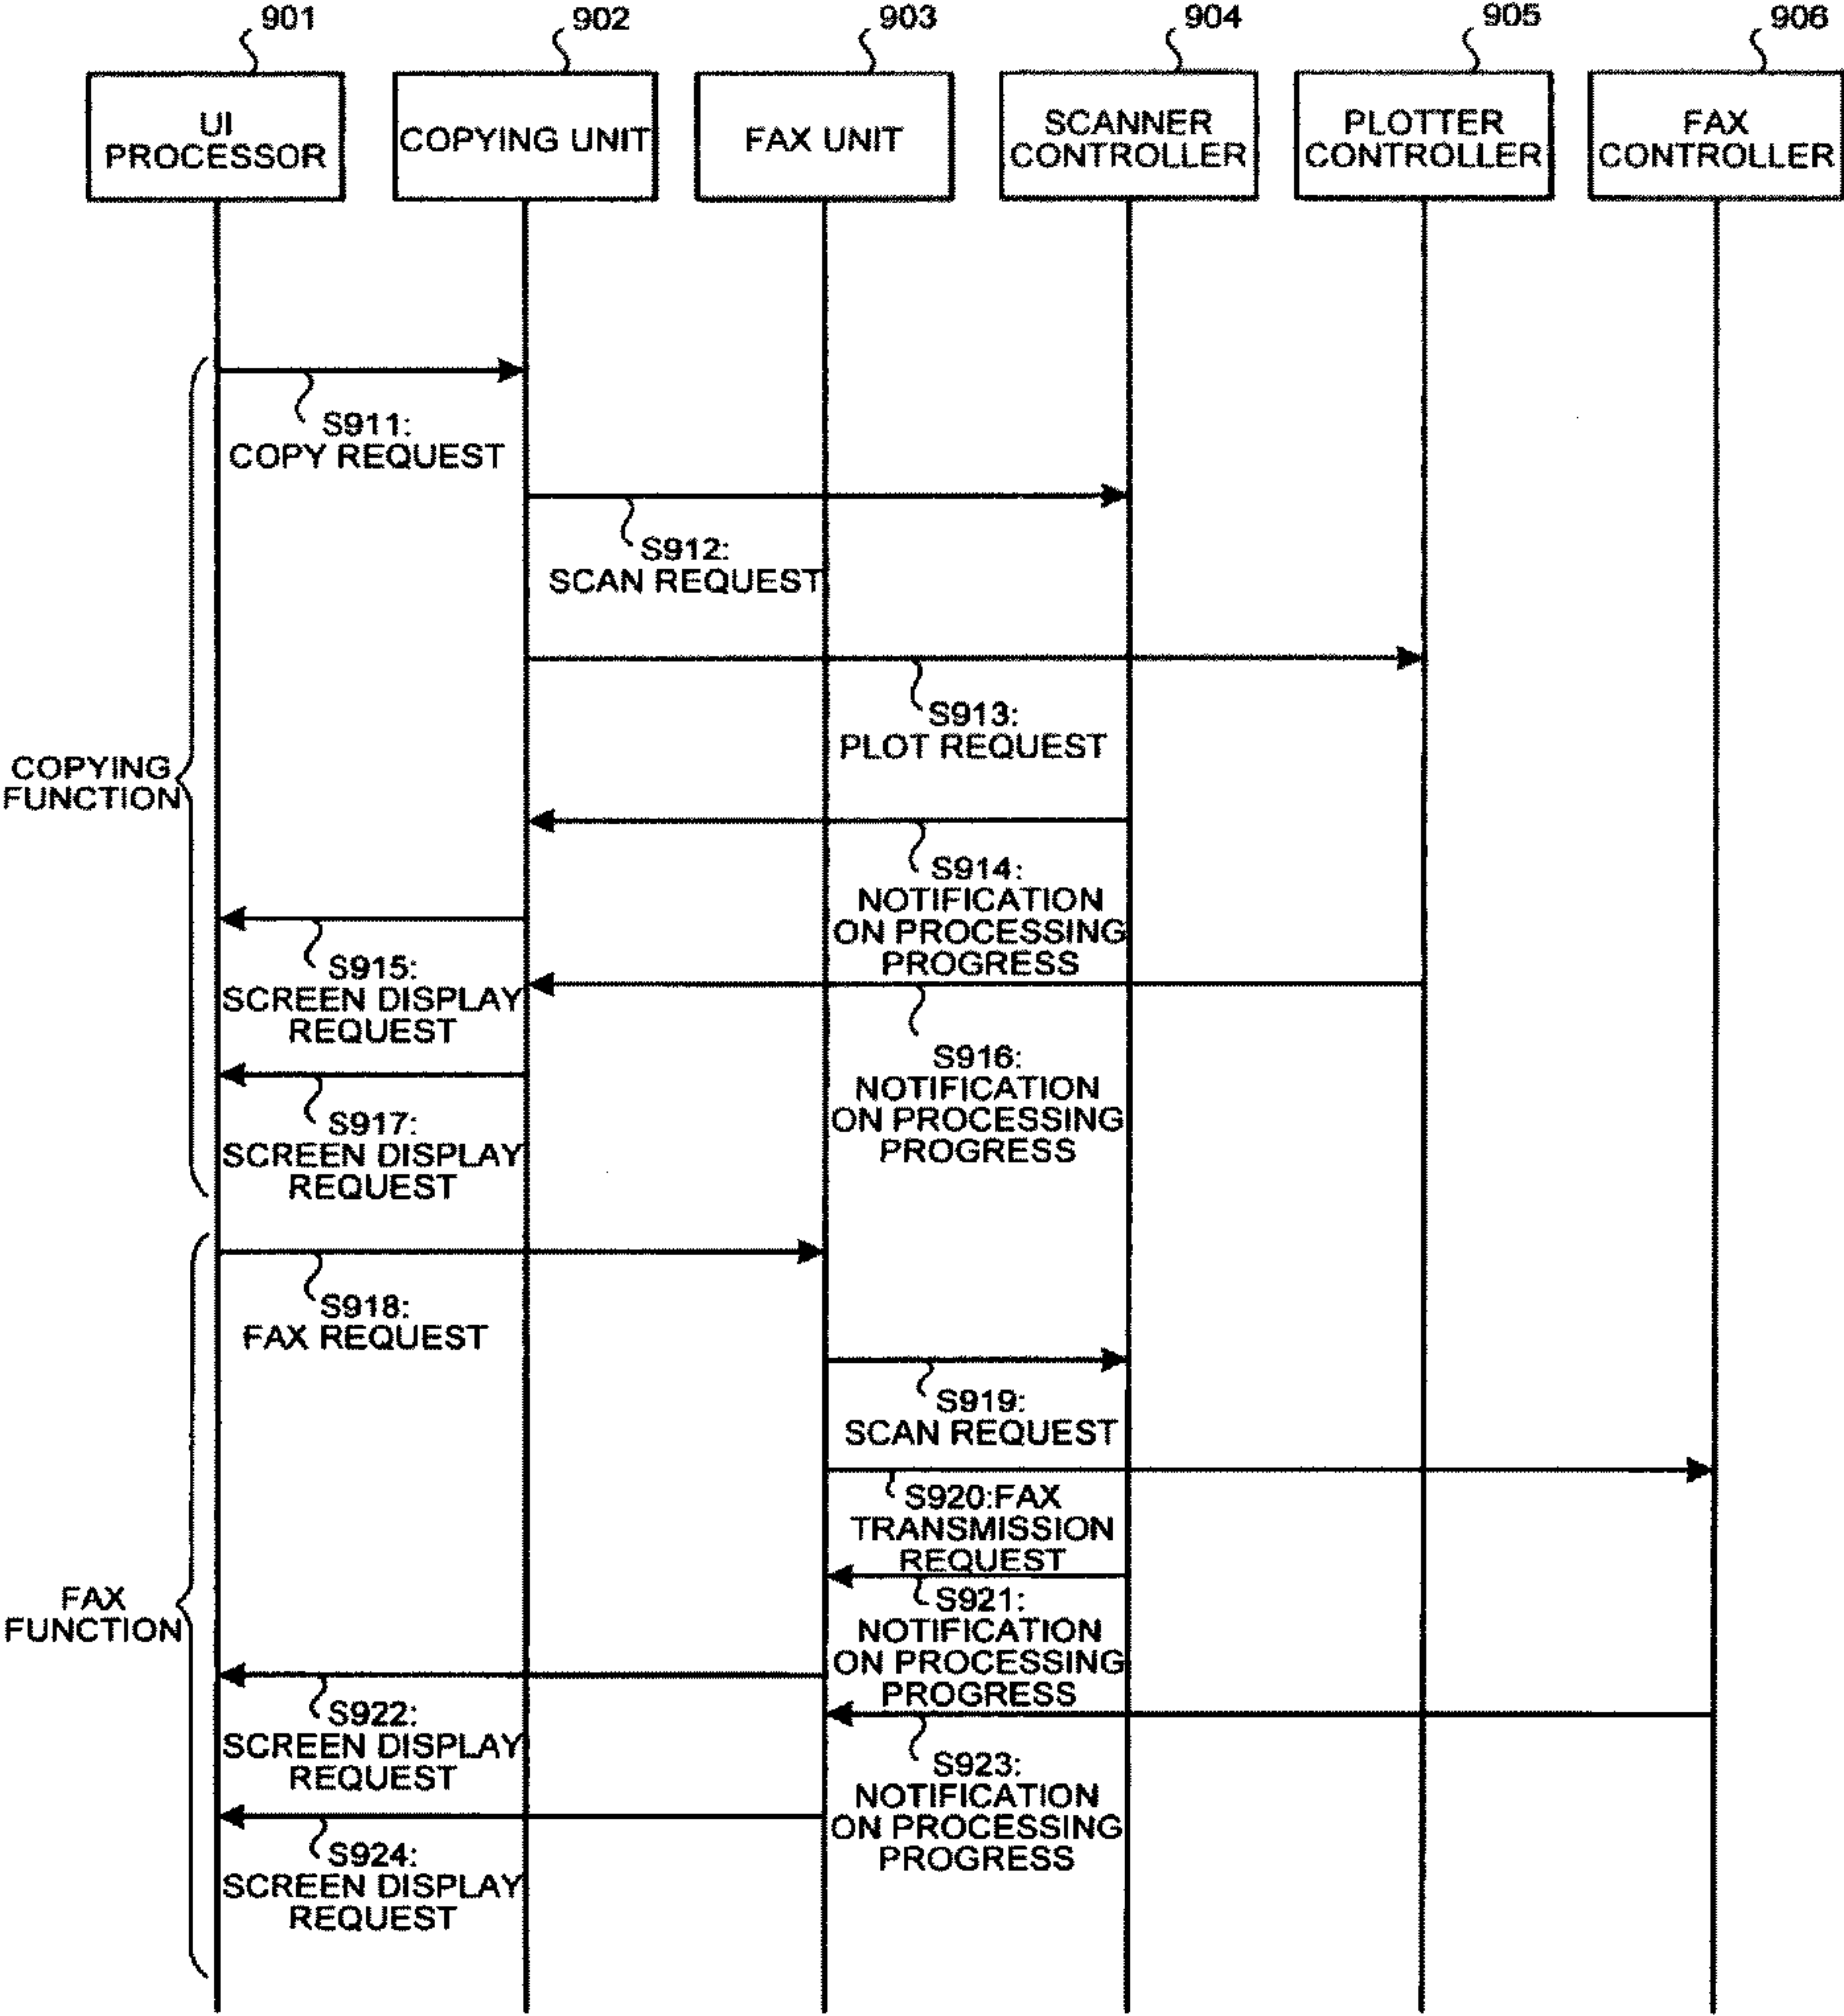 901
902
903
904
905
906
UI
PROCESSOR
COPYING UNIT
FAX UNIT
SCANNER
CONTROLLER
PLOTTER
CONTROLLER
FAX
CONTROLLER
S911:
COPY REQUEST
S912:
SCAN REQUEST
S913:
PLOT REQUEST
COPYING
FUNCTION
S914:
NOTIFICATION
ON PROCESSING
PROGRESS
S915:
SCREEN DISPLAY
REQUEST
S916:
NOTIFICATION
ON PROCESSING
PROGRESS
S917:
SCREEN DISPLAY
REQUEST
S918:
FAX REQUEST
S919:
SCAN REQUEST
S920:FAX
TRANSMISSION
REQUEST
FAX
FUNCTION
S921:
NOTIFICATION
ON PROCESSING
PROGRESS
S922:
SCREEN DISPLAY
REQUEST
S923:
NOTIFICATION
ON PROCESSING
PROGRESS
S924:
SCREEN DISPLAY
REQUEST